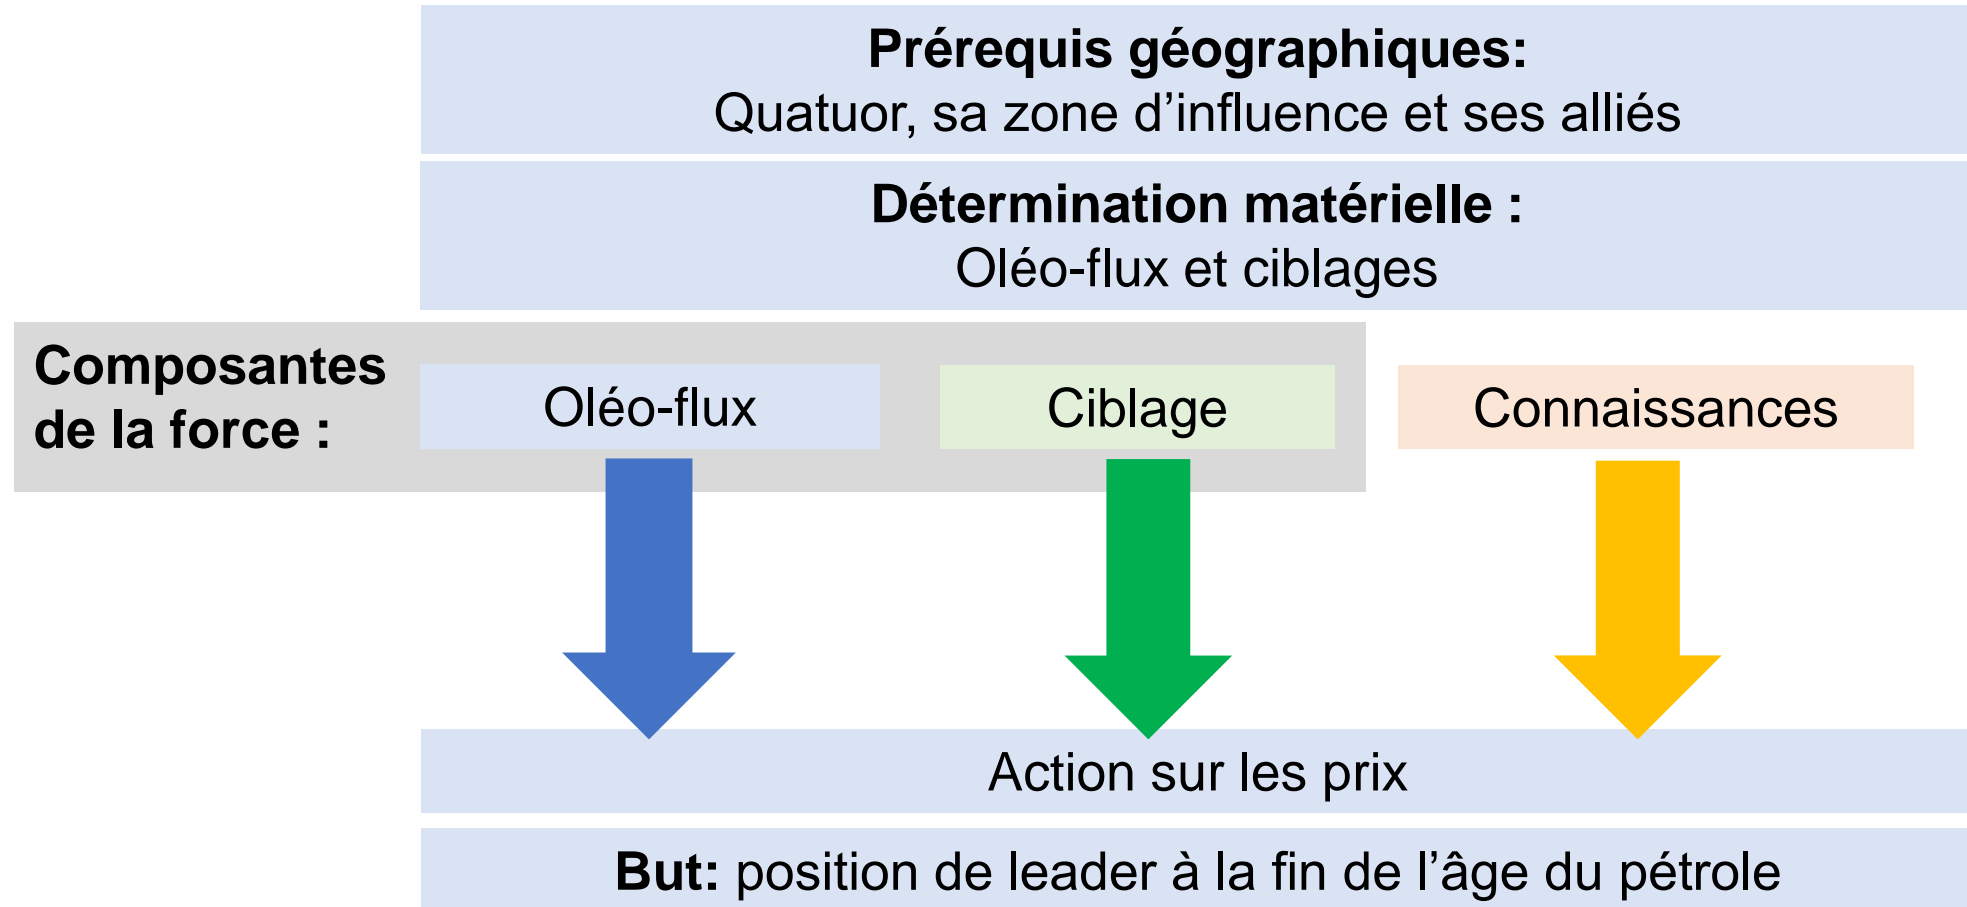 Prérequis géographiques:
Quatuor, sa zone d’influence et ses alliés
Détermination matérielle :
Oléo-flux et ciblages
Composantes
de la force :
Oléo-flux
Ciblage
Connaissances
Action sur les prix
But: position de leader à la fin de l’âge du pétrole